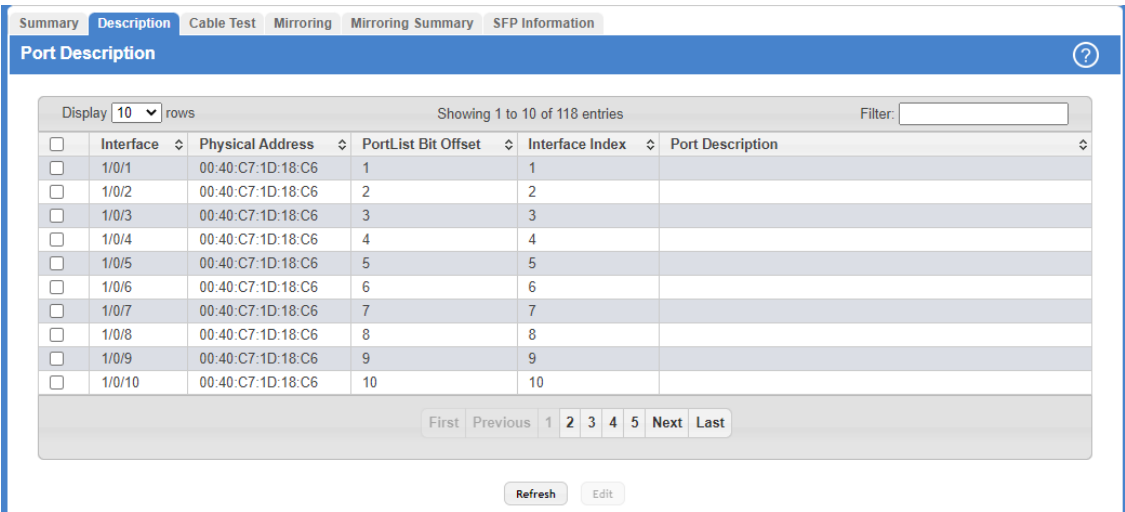 Summary Description Cable Test Mirroring Mirroring Summary SFP Information
Port Description ?
Display 10 rows Showing 1 to 10 of 118 entries Filter:
Interface Physical Address PortList Bit Offset Interface Index Port Description
1/0/1 00:40:C7:1D:18:C6 1 1
1/0/2 00:40:C7:1D:18:C6 2 2
1/0/3 00:40:C7:1D:18:C6 3 3
1/0/4 00:40:C7:1D:18:C6 4 4
1/0/5 00:40:C7:1D:18:C6 5 5
1/0/6 00:40:C7:1D:18:C6 6 6
1/0/7 00:40:C7:1D:18:C6 7 7
1/0/8 00:40:C7:1D:18:C6 8 8
1/0/9 00:40:C7:1D:18:C6 9 9
1/0/10 00:40:C7:1D:18:C6 10 10
First Previous 1 2 3 4 5 Next Last
Refresh Edit